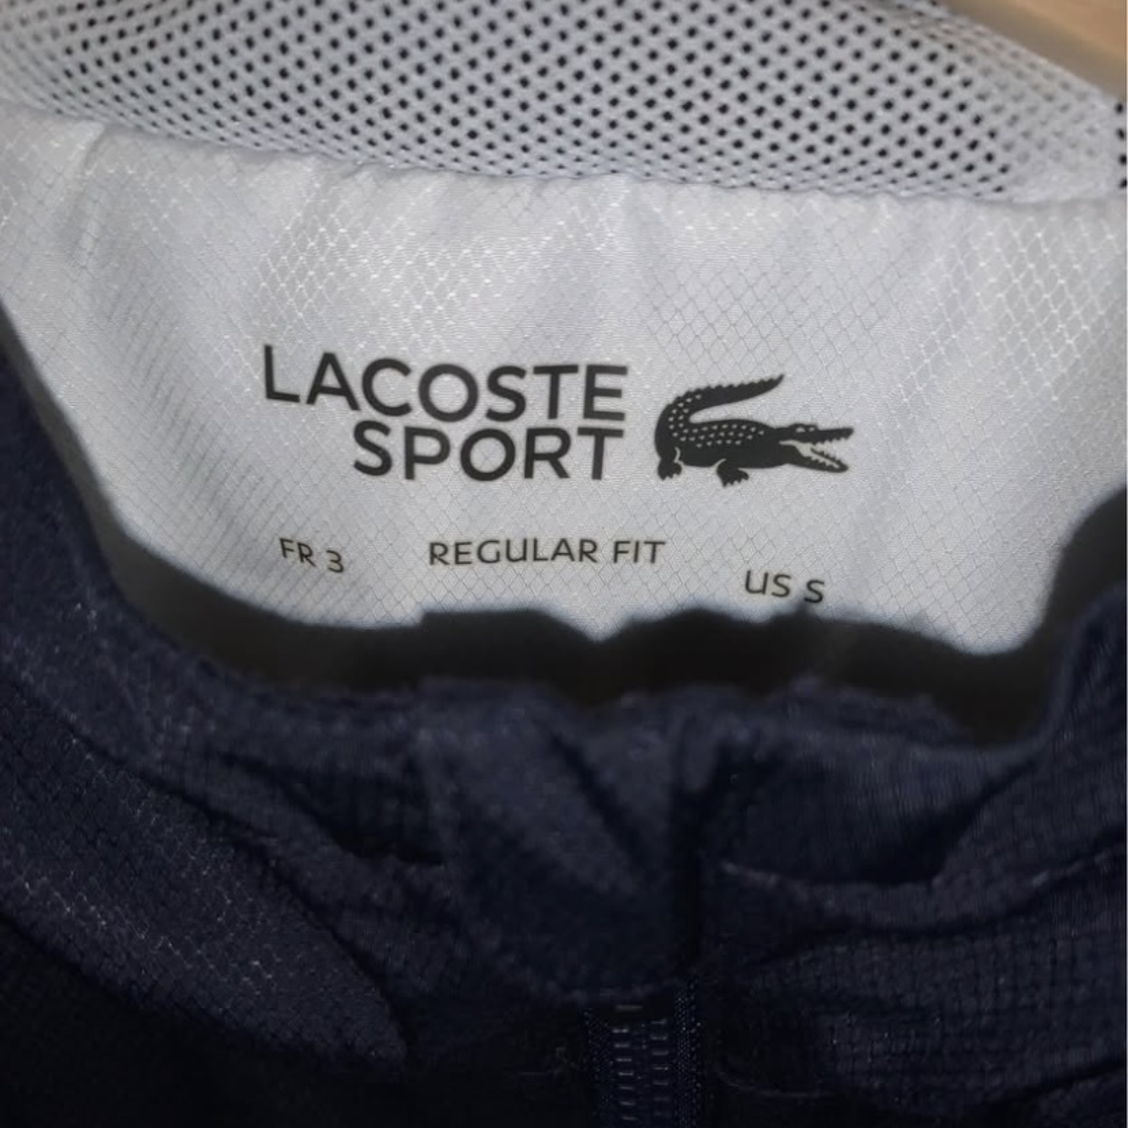 LACOSTE
SPORT
FR 3 REGULAR FIT US S